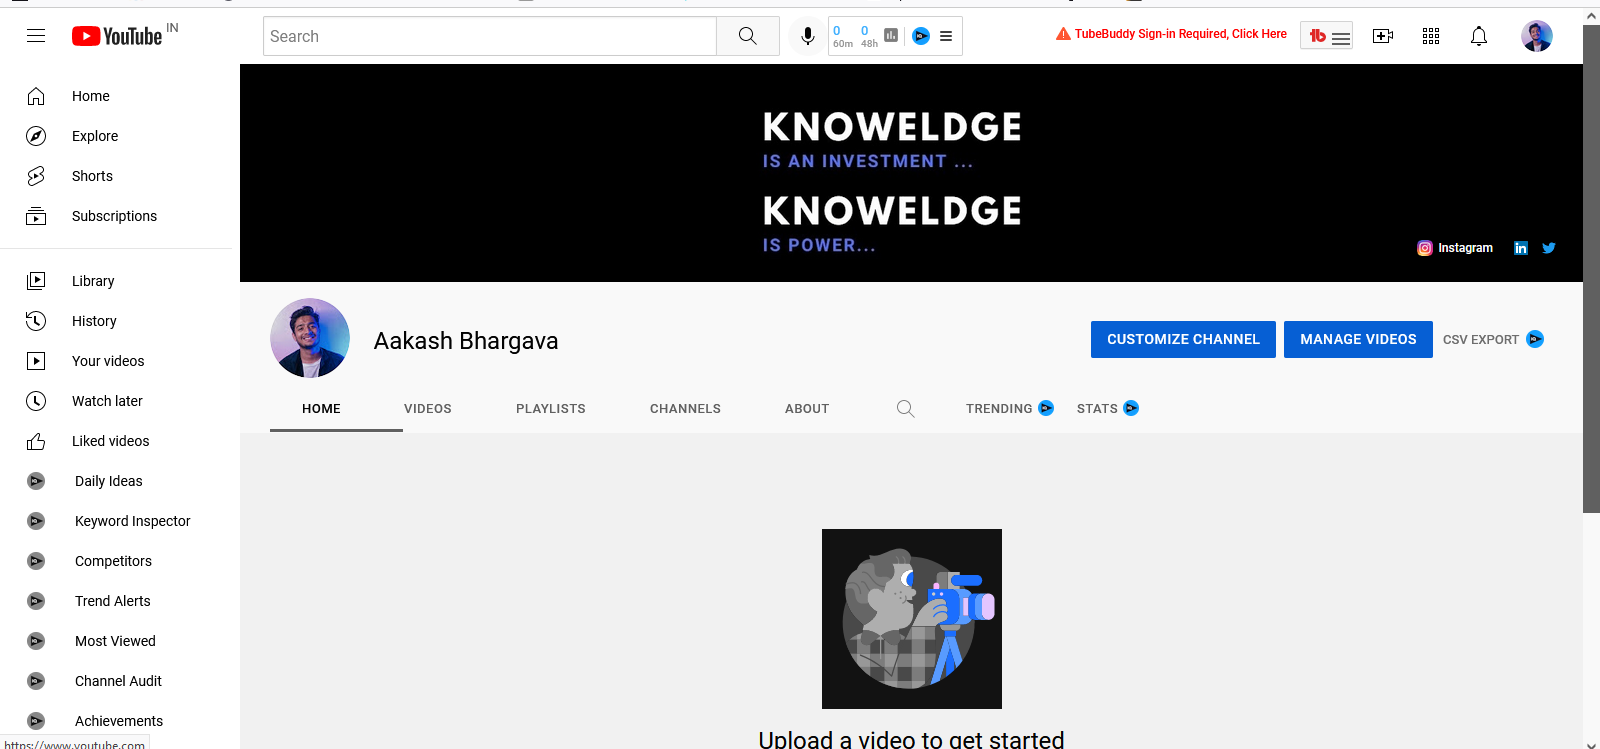 YouTube IN
Search
0 0
60m 48h
TubeBuddy Sign-in Required, Click Here
tb
Home
Explore
Shorts
Subscriptions
Library
History
Your videos
Watch later
Liked videos
Daily Ideas
Keyword Inspector
Competitors
Trend Alerts
Most Viewed
Channel Audit
Achievements
https://www.youtube.com
KNOWELDGE
IS AN INVESTMENT ...
KNOWELDGE
IS POWER...
Instagram in
Aakash Bhargava
CUSTOMIZE CHANNEL MANAGE VIDEOS CSV EXPORT
HOME VIDEOS PLAYLISTS CHANNELS ABOUT TRENDING STATS
Upload a video to get started